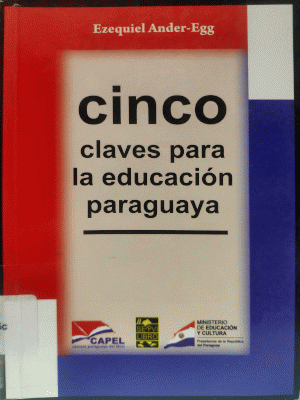 Ezequiel Ander-Egg
cinco
claves para
la educación
paraguaya
CAPEL
MINISTERIO
DE EDUCACIÓN
Y CULTURA